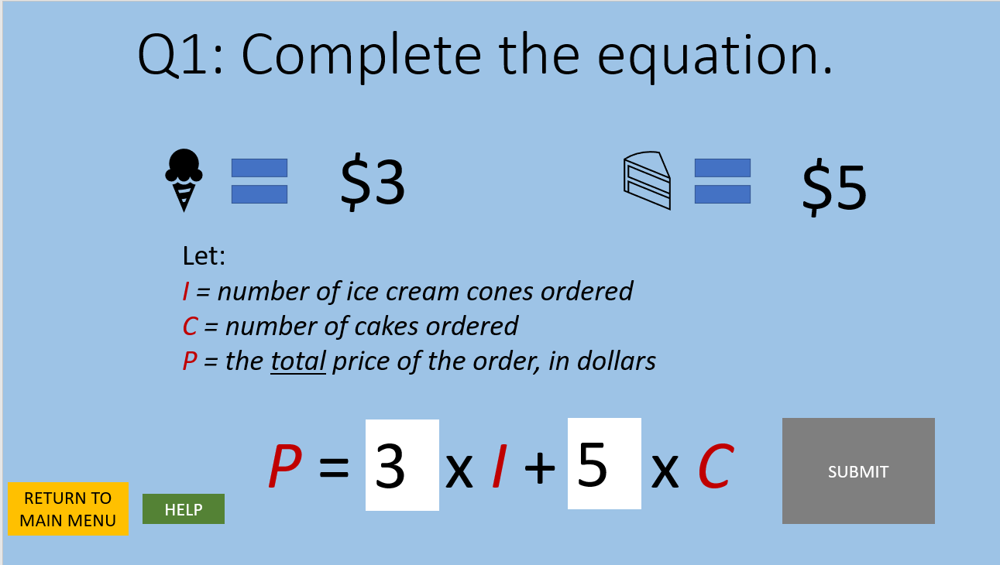 Q1: Complete the equation.
$3
$5
Let:
I = number of ice cream cones ordered
C = number of cakes ordered
P = the total price of the order, in dollars
P = 3 x I + 5 x C
SUBMIT
RETURN TO
MAIN MENU
HELP